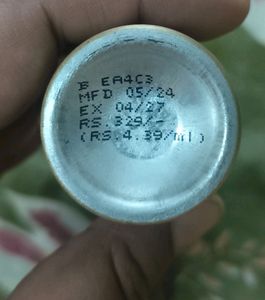 B EA4C3
MFD 05/24
EX 04/27
RS.329/-
(RS.4.39/ml)